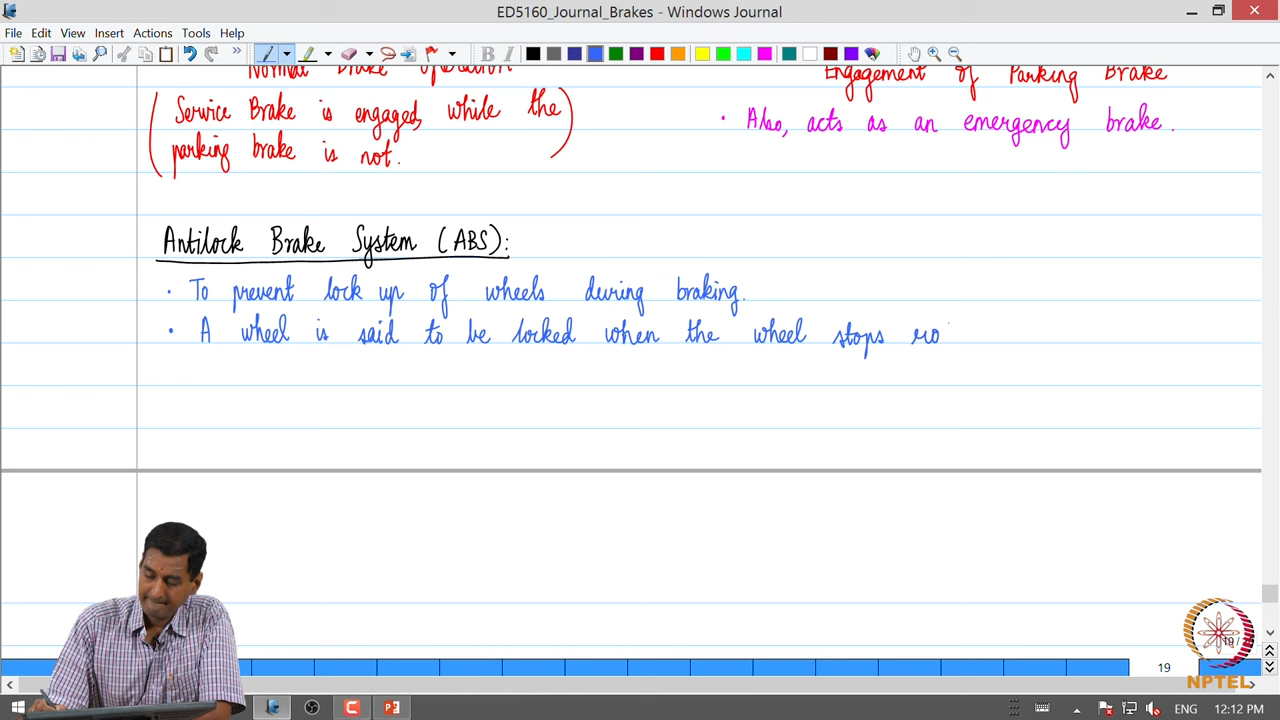 ED5160_Journal_Brakes - Windows Journal
File Edit View Insert Actions Tools Help
B I
Normal Brake Operation
(Service Brake is engaged, while the
parking brake is not.)
Engagement of Parking Brake
• Also, acts as an emergency brake.
Antilock Brake System (ABS):
• To prevent lock up of wheels during braking.
• A wheel is said to be locked when the wheel stops ro
19
NPTEL
ENG 12:12 PM